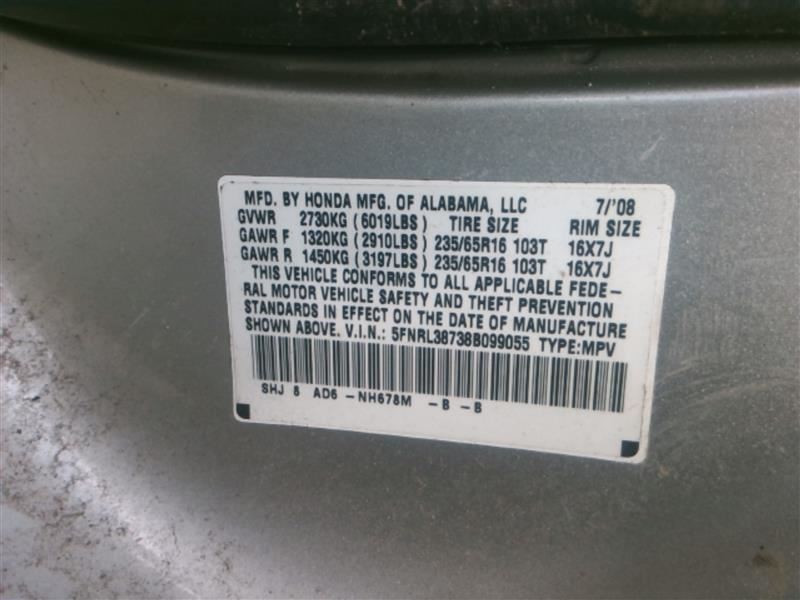 MFD. BY HONDA MFG. OF ALABAMA, LLC 7/'08
GVWR 2730KG (6019LBS) TIRE SIZE RIM SIZE
GAWR F 1320KG (2910LBS) 235/65R16 103T 16X7J
GAWR R 1450KG (3197LBS) 235/65R16 103T 16X7J
THIS VEHICLE CONFORMS TO ALL APPLICABLE FEDE-
RAL MOTOR VEHICLE SAFETY AND THEFT PREVENTION
STANDARDS IN EFFECT ON THE DATE OF MANUFACTURE
SHOWN ABOVE. V.I.N.: 5FNRL38738B099055 TYPE:MPV
SHJ 8 AD6 -NH678M -B -B